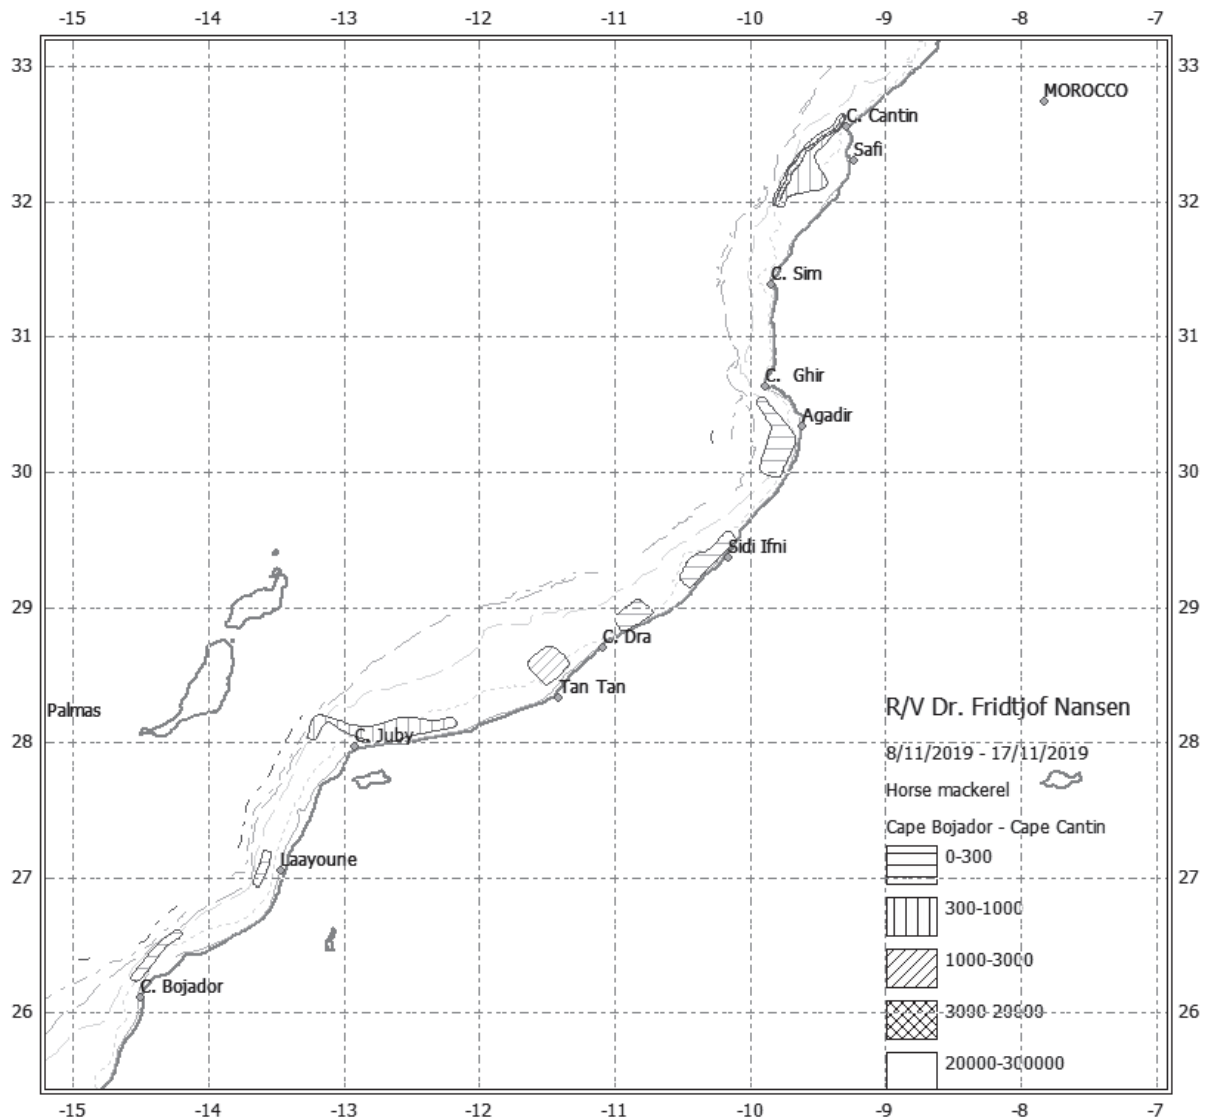 -15 -14 -13 -12 -11 -10 -9 -8 -7
33 33
MOROCCO
C. Cantin
Safi
32 32
C. Sim
31 31
C. Ghir
Agadir
30 30
Sidi Ifni
29 29
C. Dra
Tan Tan
Palmas
R/V Dr. Fridtjof Nansen
C. Juby
28 28
8/11/2019 - 17/11/2019
Horse mackerel
Cape Bojador - Cape Cantin
Laayoune
0-300
27 27
300-1000
1000-3000
C. Bojador
26 26
3000-20000
20000-300000
-15 -14 -13 -12 -11 -10 -9 -8 -7